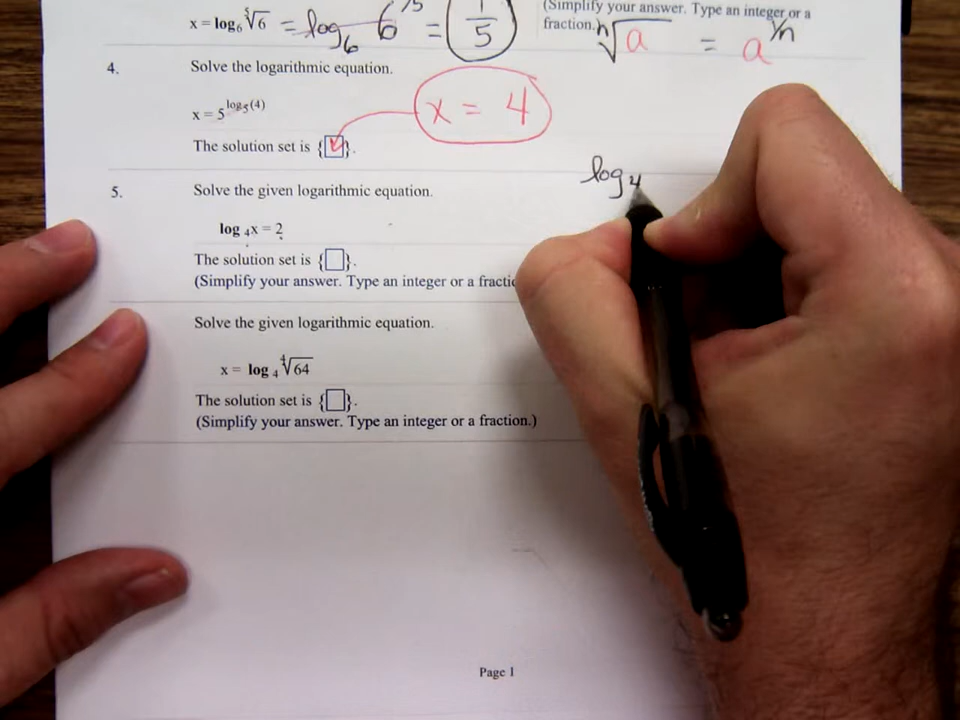 x = log₆ ⁵√6 = log₆ 6^1/5 = 1/5
(Simplify your answer. Type an integer or a fraction.)
ⁿ√a = a^1/n
4. Solve the logarithmic equation.
x = 5^log₅(4)
x = 4
The solution set is {☐}.
5. Solve the given logarithmic equation.
log₄
log ₄x = 2
The solution set is {☐}.
(Simplify your answer. Type an integer or a
Solve the given logarithmic equation.
x = log ₄ ⁴√64
The solution set is {☐}.
(Simplify your answer. Type an integer or a fraction.)
Page 1